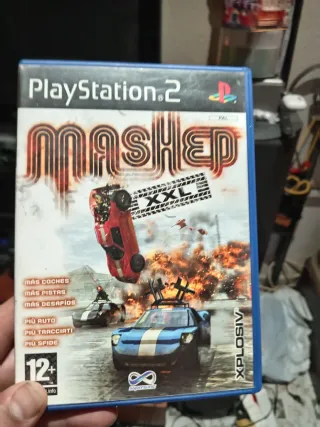 PlayStation®2
PAL
MASHED
XXL
MÁS COCHES
MÁS PISTAS
MÁS DESAFÍOS
PIÙ AUTO
PIÙ TRACCIATI
PIÙ SFIDE
12+
XPLOSIV